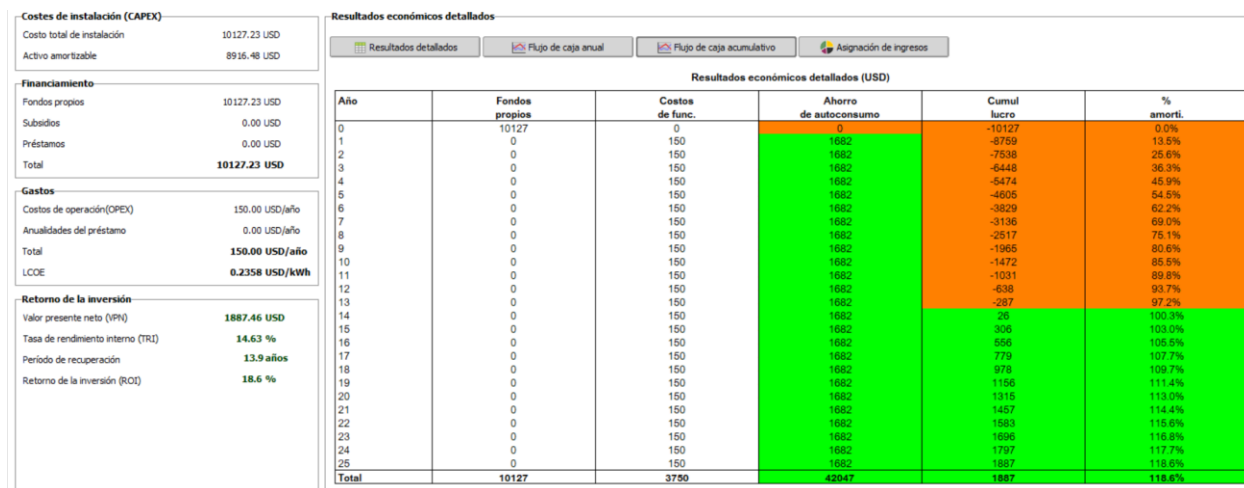 Costes de instalación (CAPEX)
Costo total de instalación 10127.23 USD
Activo amortizable 8916.48 USD
Financiamiento
Fondos propios 10127.23 USD
Subsidios 0.00 USD
Préstamos 0.00 USD
Total 10127.23 USD
Gastos
Costos de operación(OPEX) 150.00 USD/año
Anualidades del préstamo 0.00 USD/año
Total 150.00 USD/año
LCOE 0.2358 USD/kWh
Retorno de la inversión
Valor presente neto (VPN) 1887.46 USD
Tasa de rendimiento interno (TRI) 14.63 %
Período de recuperación 13.9 años
Retorno de la inversión (ROI) 18.6 %
Resultados económicos detallados
Resultados detallados Flujo de caja anual Flujo de caja acumulativo Asignación de ingresos
Resultados económicos detallados (USD)
Año Fondos Costos Ahorro Cumul %
propios de func. de autoconsumo lucro amorti.
0 10127 0 0 -10127 0.0%
1 0 150 1682 -8759 13.5%
2 0 150 1682 -7538 25.6%
3 0 150 1682 -6448 36.3%
4 0 150 1682 -5474 45.9%
5 0 150 1682 -4605 54.5%
6 0 150 1682 -3829 62.2%
7 0 150 1682 -3136 69.0%
8 0 150 1682 -2517 75.1%
9 0 150 1682 -1965 80.6%
10 0 150 1682 -1472 85.5%
11 0 150 1682 -1031 89.8%
12 0 150 1682 -638 93.7%
13 0 150 1682 -287 97.2%
14 0 150 1682 26 100.3%
15 0 150 1682 306 103.0%
16 0 150 1682 556 105.5%
17 0 150 1682 779 107.7%
18 0 150 1682 978 109.7%
19 0 150 1682 1156 111.4%
20 0 150 1682 1315 113.0%
21 0 150 1682 1457 114.4%
22 0 150 1682 1583 115.6%
23 0 150 1682 1696 116.8%
24 0 150 1682 1797 117.7%
25 0 150 1682 1887 118.6%
Total 10127 3750 42047 1887 118.6%